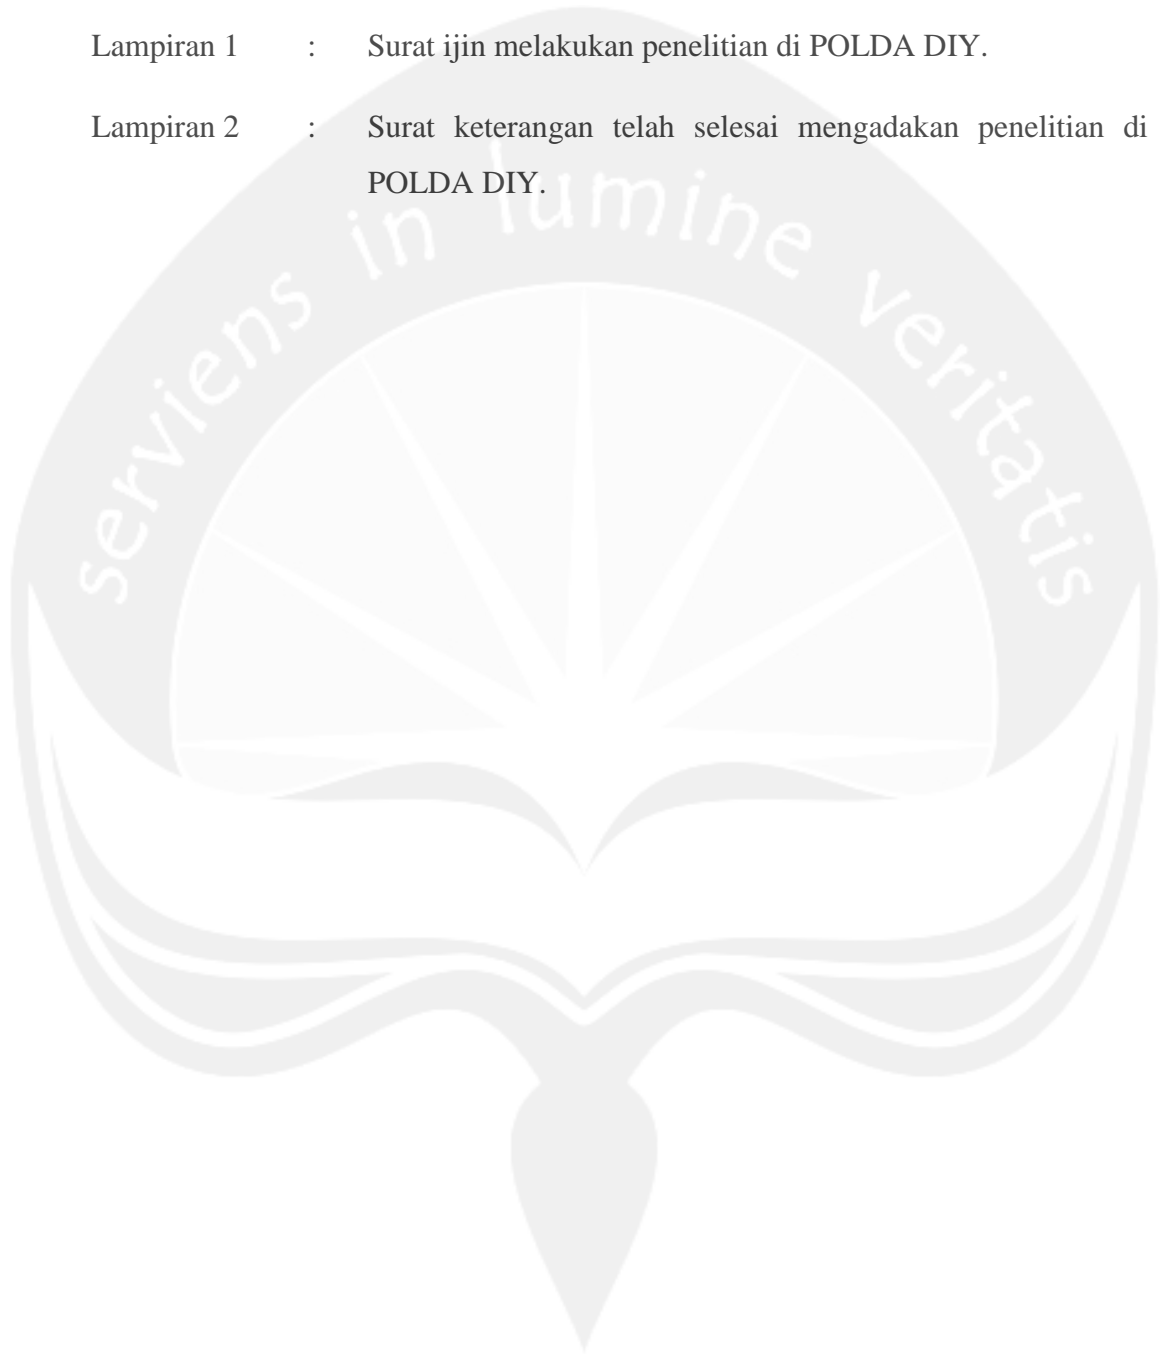 Lampiran 1 : Surat ijin melakukan penelitian di POLDA DIY.
Lampiran 2 : Surat keterangan telah selesai mengadakan penelitian di
POLDA DIY.
serviens in lumine veritatis